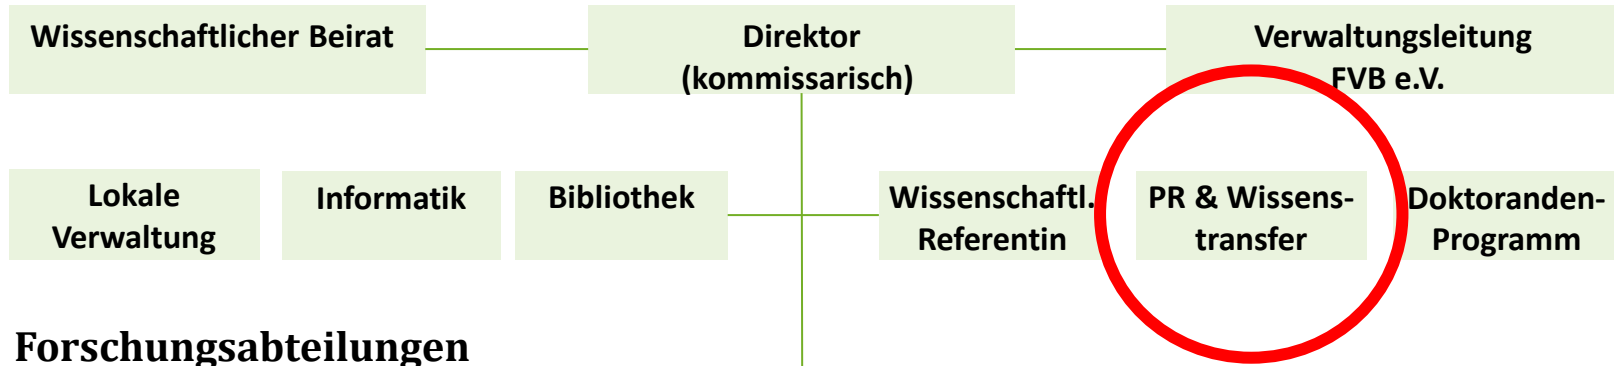 Wissenschaftlicher Beirat
Direktor
(kommissarisch)
Verwaltungsleitung
FVB e.V.
Lokale
Verwaltung
Informatik
Bibliothek
Wissenschaftl.
Referentin
PR & Wissens-
transfer
Doktoranden-
Programm
Forschungsabteilungen